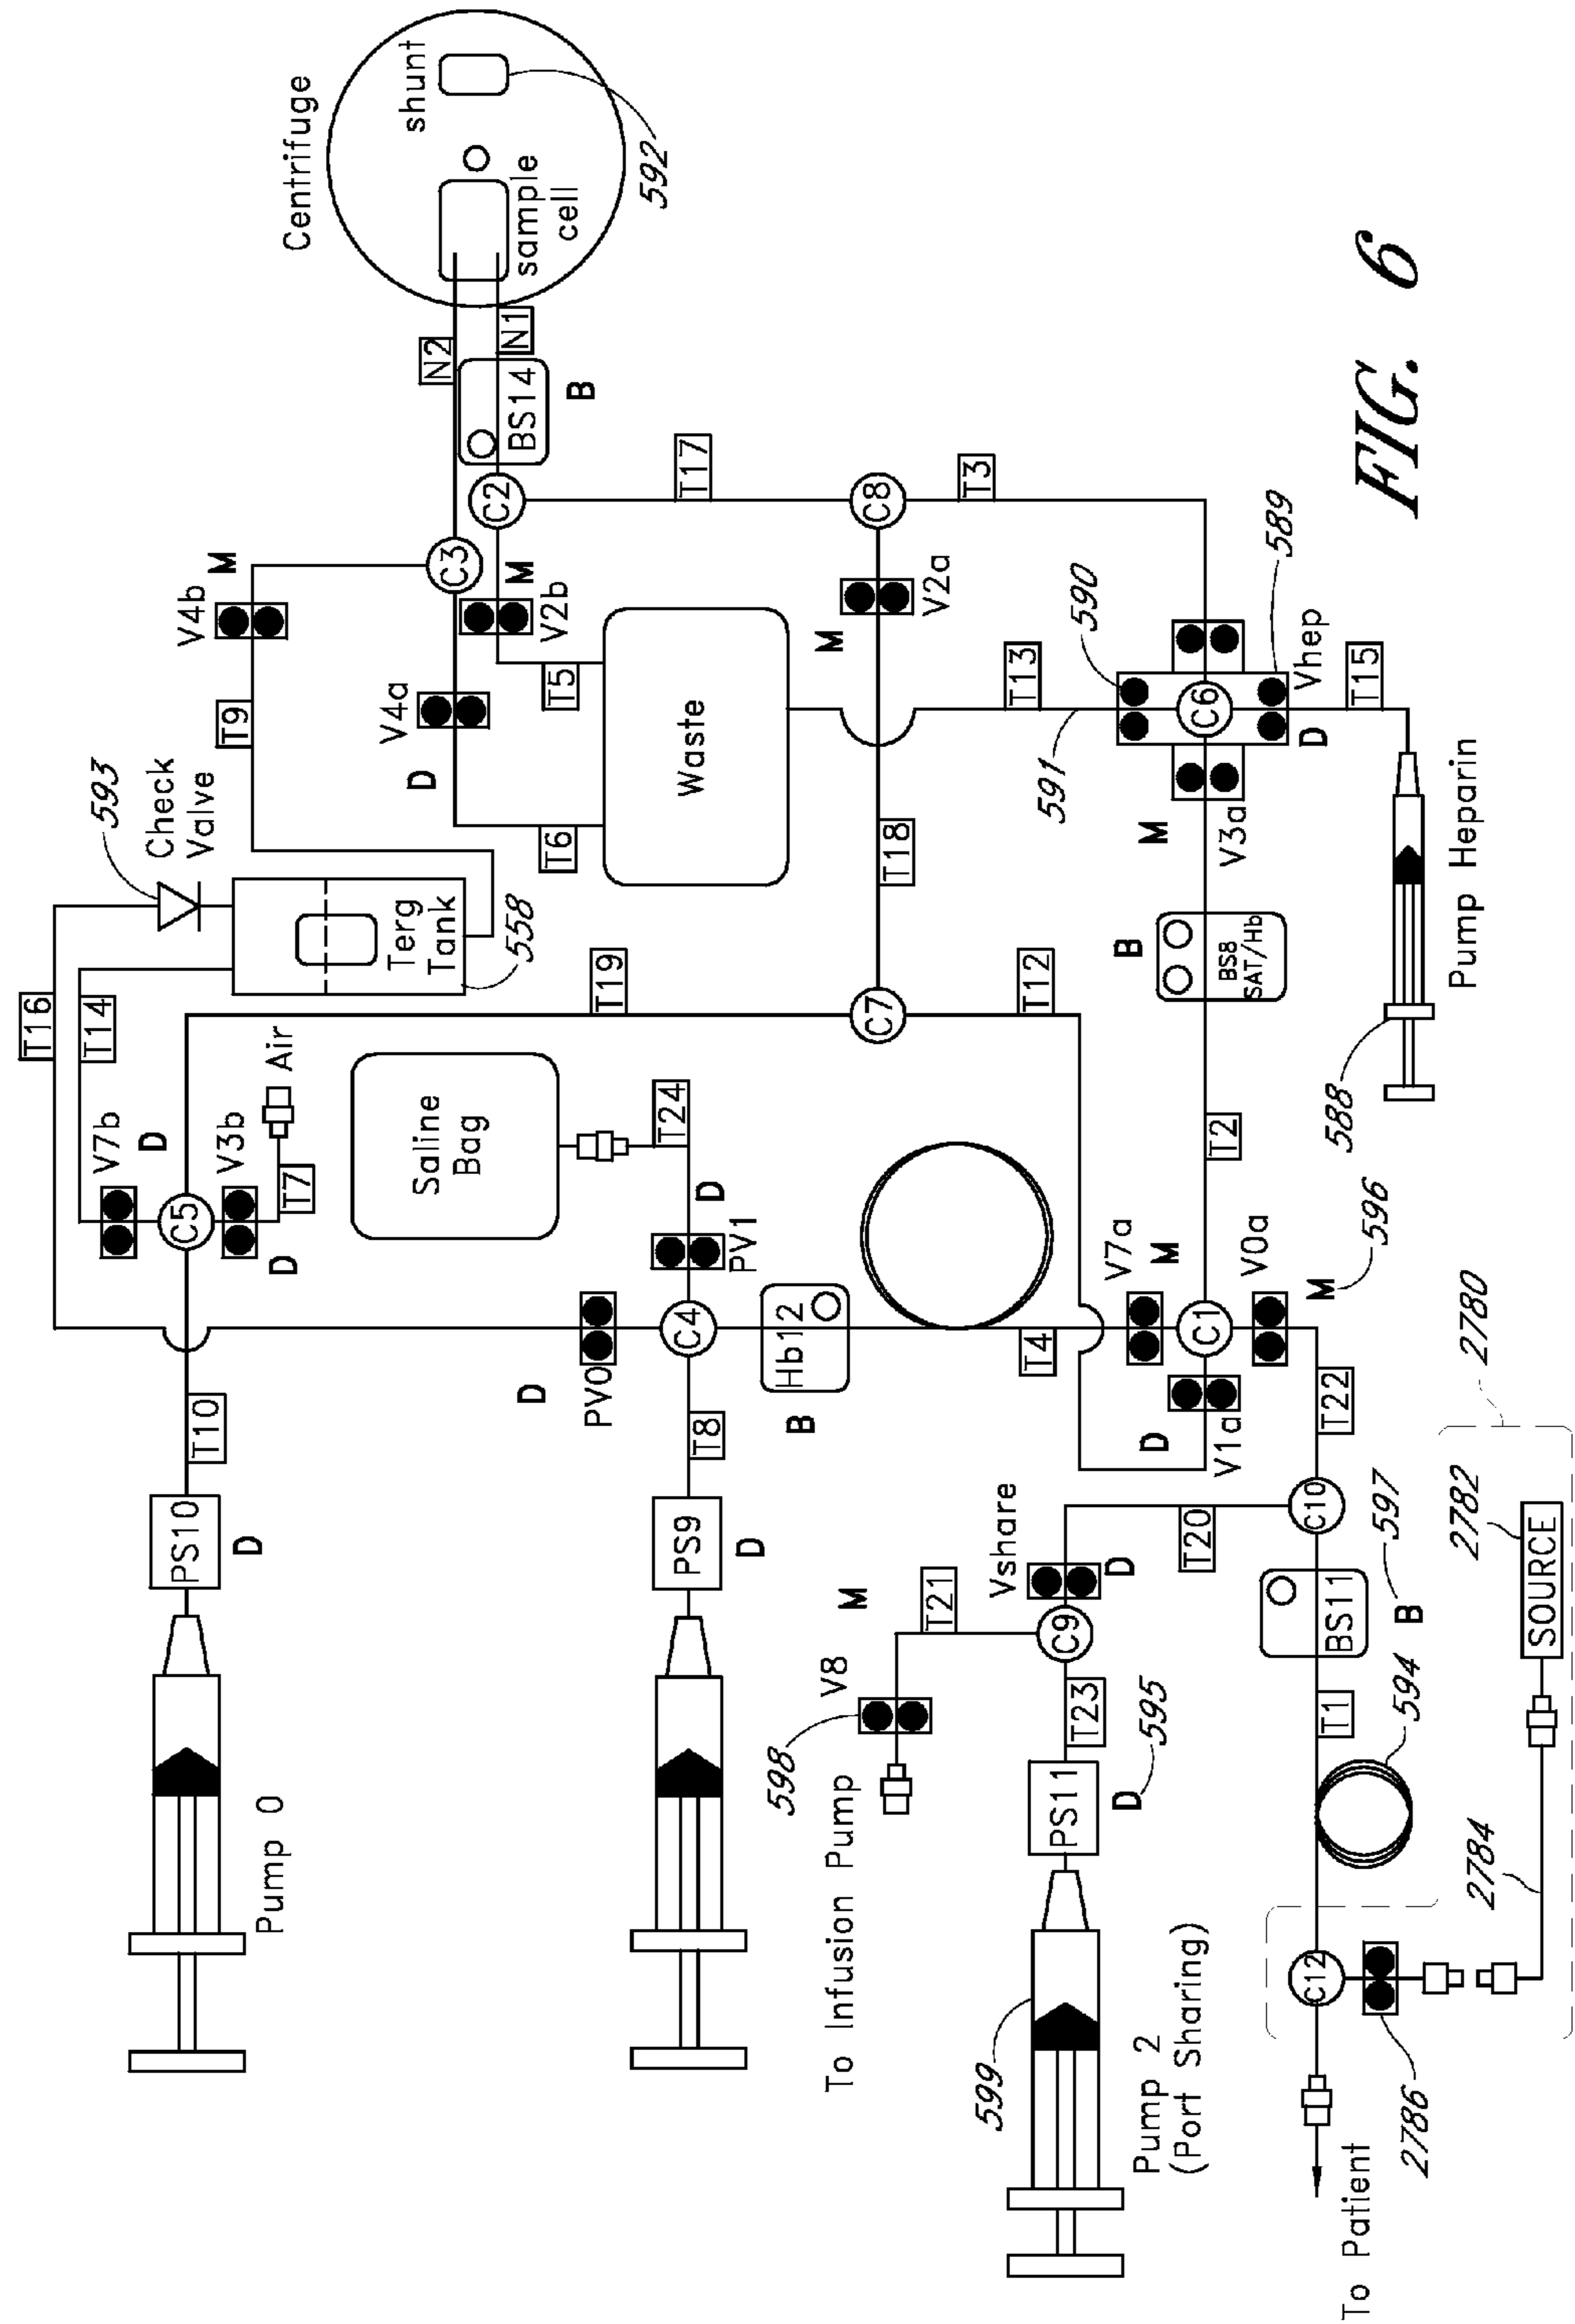 Centrifuge
shunt
sample
cell
592
N2
N1
BS14
B
C2
C3
T17
C8
T3
V4b
M
T9
V4a
D
V2b
M
T5
T6
Waste
V2a
M
T18
T13
590
591
589
C6
Vhep
D
T15
V3a
M
Pump Heparin
588
B
BS8
SAT/Hb
T2
593
Check
Valve
Terg
Tank
558
T16
T14
T19
C7
T12
V7b
D
C5
V3b
D
T7
Air
Saline
Bag
T24
D
PV1
C4
PV0
D
Hb12
B
T4
V7a
M
C1
V0a
M
596
V1a
D
T22
T10
PS10
D
Pump 0
T8
PS9
D
To Infusion Pump
598
V8
M
T21
Vshare
D
C9
T20
C10
T23
PS11
D
595
599
Pump 2
(Port Sharing)
BS11
B
597
T1
594
C12
2786
2784
SOURCE
2782
2780
To Patient
FIG. 6